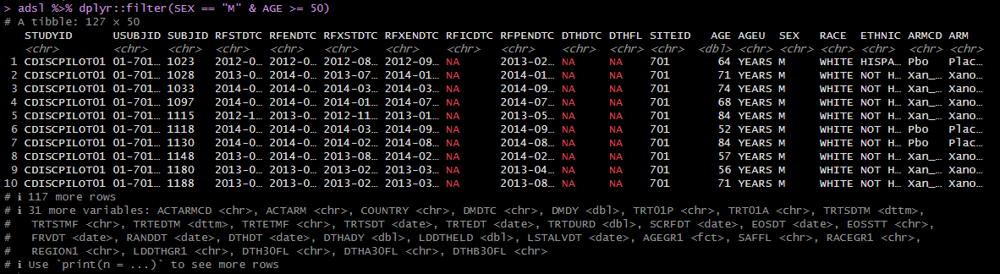 > adsl %>% dplyr::filter(SEX == "M" & AGE >= 50)
# A tibble: 127 × 50
   STUDYID      USUBJID SUBJID RFSTDTC RFENDTC RFXSTDTC RFXENDTC RFICDTC RFPENDTC DTHDTC DTHFL SITEID   AGE AGEU  SEX   RACE  ETHNIC ARMCD ARM
   <chr>        <chr>   <chr>  <chr>   <chr>   <chr>    <chr>    <chr>   <chr>    <chr>  <chr> <chr>  <dbl> <chr> <chr> <chr> <chr>  <chr> <chr>
 1 CDISCPILOT01 01-701… 1023   2012-0… 2012-0… 2012-08… 2012-09… NA      2013-02… NA     NA    701       64 YEARS M     WHITE HISPA… Pbo   Plac…
 2 CDISCPILOT01 01-701… 1028   2013-0… 2013-0… 2013-07… 2014-01… NA      2014-01… NA     NA    701       71 YEARS M     WHITE NOT H… Xan_… Xano…
 3 CDISCPILOT01 01-701… 1033   2014-0… 2014-0… 2014-03… 2014-03… NA      2014-09… NA     NA    701       74 YEARS M     WHITE NOT H… Xan_… Xano…
 4 CDISCPILOT01 01-701… 1097   2014-0… 2014-0… 2014-01… 2014-07… NA      2014-07… NA     NA    701       68 YEARS M     WHITE NOT H… Xan_… Xano…
 5 CDISCPILOT01 01-701… 1115   2012-1… 2013-0… 2012-11… 2013-01… NA      2013-05… NA     NA    701       84 YEARS M     WHITE NOT H… Xan_… Xano…
 6 CDISCPILOT01 01-701… 1118   2014-0… 2014-0… 2014-03… 2014-09… NA      2014-09… NA     NA    701       52 YEARS M     WHITE NOT H… Pbo   Plac…
 7 CDISCPILOT01 01-701… 1130   2014-0… 2014-0… 2014-02… 2014-08… NA      2014-08… NA     NA    701       84 YEARS M     WHITE NOT H… Pbo   Plac…
 8 CDISCPILOT01 01-701… 1148   2013-0… 2014-0… 2013-08… 2014-02… NA      2014-02… NA     NA    701       57 YEARS M     WHITE NOT H… Xan_… Xano…
 9 CDISCPILOT01 01-701… 1180   2013-0… 2013-0… 2013-02… 2013-03… NA      2013-04… NA     NA    701       56 YEARS M     WHITE NOT H… Xan_… Xano…
10 CDISCPILOT01 01-701… 1188   2013-0… 2013-0… 2013-02… 2013-03… NA      2013-08… NA     NA    701       71 YEARS M     WHITE NOT H… Xan_… Xano…
# ℹ 117 more rows
# ℹ 31 more variables: ACTARMCD <chr>, ACTARM <chr>, COUNTRY <chr>, DMDTC <chr>, DMDY <dbl>, TRT01P <chr>, TRT01A <chr>, TRTSDTM <dttm>,
#   TRTSTMF <chr>, TRTEDTM <dttm>, TRTETMF <chr>, TRTSDT <date>, TRTEDT <date>, TRTDURD <dbl>, SCRFDT <date>, EOSDT <date>, EOSSTT <chr>,
#   FRVDT <date>, RANDDT <date>, DTHDT <date>, DTHADY <dbl>, LDDTHELD <dbl>, LSTALVDT <date>, AGEGR1 <fct>, SAFFL <chr>, RACEGR1 <chr>,
#   REGION1 <chr>, LDDTHGR1 <chr>, DTH30FL <chr>, DTHA30FL <chr>, DTHB30FL <chr>
# ℹ Use `print(n = ...)` to see more rows